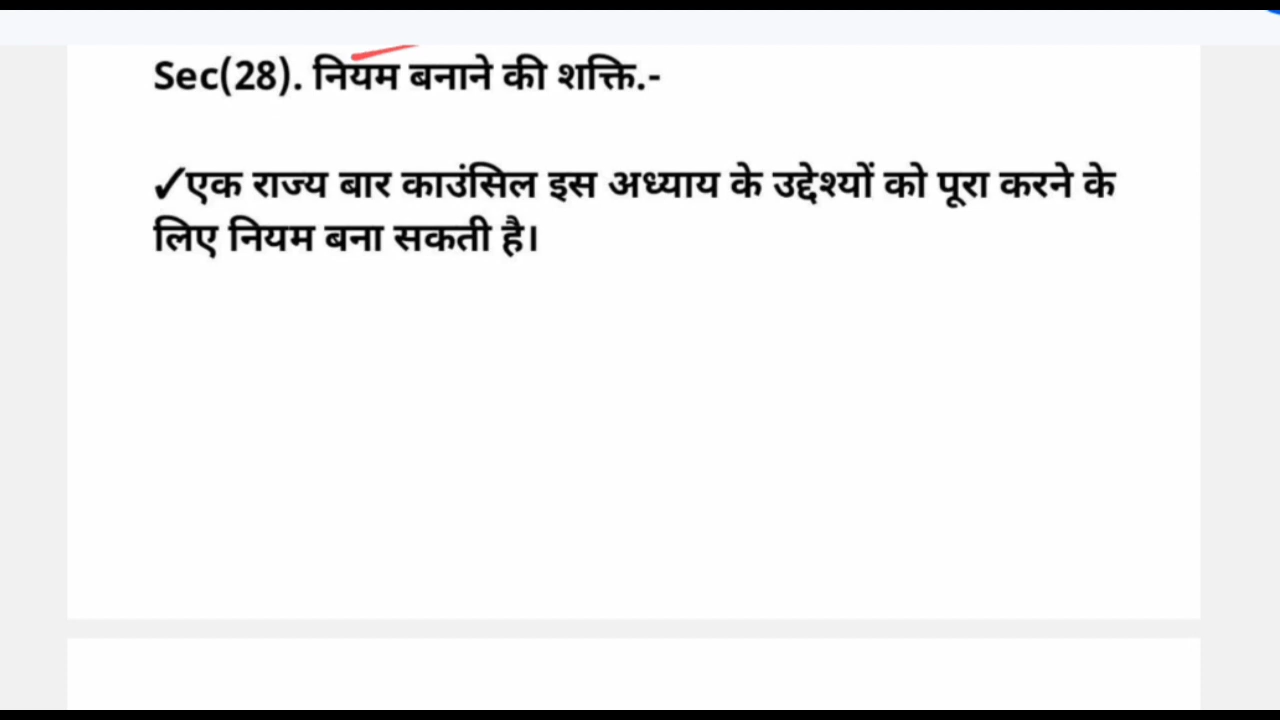 Sec(28). नियम बनाने की शक्ति.-
✓एक राज्य बार काउंसिल इस अध्याय के उद्देश्यों को पूरा करने के
लिए नियम बना सकती है।